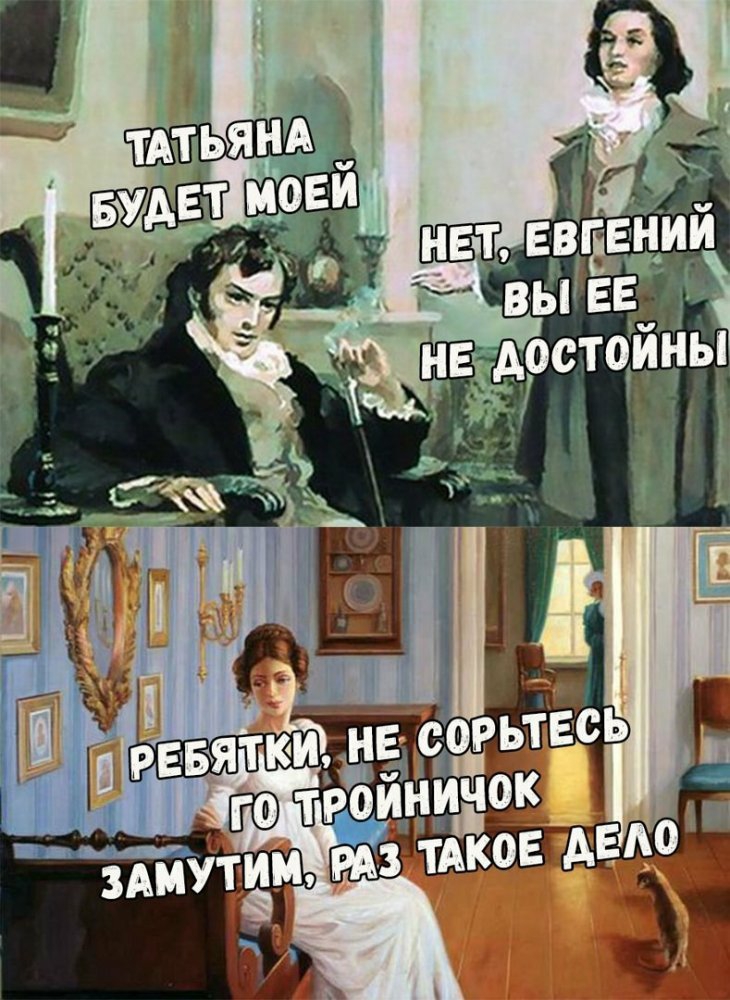 ТАТЬЯНА
БУДЕТ МОЕЙ
НЕТ, ЕВГЕНИЙ
ВЫ ЕЕ
НЕ ДОСТОЙНЫ
РЕБЯТКИ, НЕ СОРЬТЕСЬ
ГО ТРОЙНИЧОК
ЗАМУТИМ, РАЗ ТАКОЕ ДЕЛО